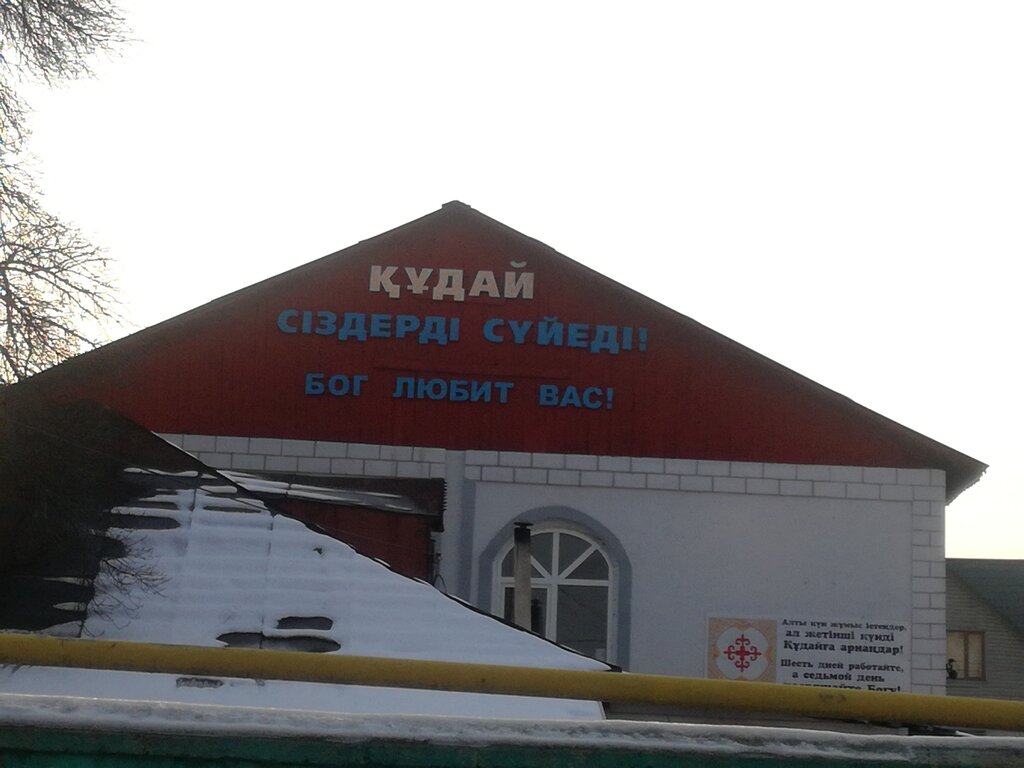 ҚҰДАЙ
СІЗДЕРДІ СҮЙЕДІ!
БОГ ЛЮБИТ ВАС!
Алты күн жұмыс істеңдер,
ал жетінші күнді
Құдайға арнаңдар!
Шесть дней работайте,
а седьмой день
Богу!